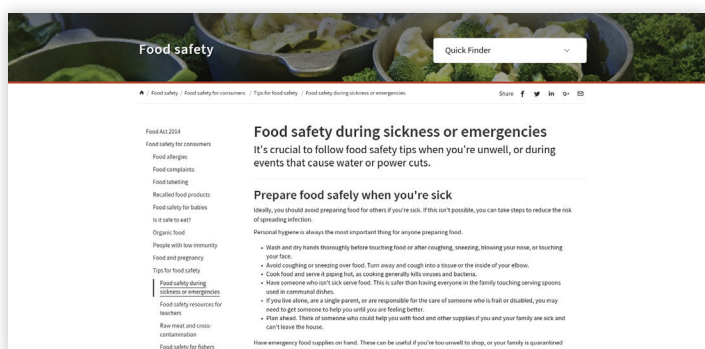 Food safety
Quick Finder
/ Food safety / Food safety for consumers / Tips for food safety / Food safety during sickness or emergencies
Share
Food Act 2014
Food safety for consumers
Food allergies
Food complaints
Food labelling
Recalled food products
Food safety for babies
Is it safe to eat?
Organic food
People with low immunity
Food and pregnancy
Tips for food safety
Food safety during
sickness or emergencies
Food safety resources for
teachers
Raw meat and cross-
contamination
Food safety for fishers
Food safety during sickness or emergencies
It's crucial to follow food safety tips when you're unwell, or during
events that cause water or power cuts.
Prepare food safely when you're sick
Ideally, you should avoid preparing food for others if you're sick. If this isn't possible, you can take steps to reduce the risk
of spreading infection.
Personal hygiene is always the most important thing for anyone preparing food.
• Wash and dry hands thoroughly before touching food or after coughing, sneezing, blowing your nose, or touching
your face.
• Avoid coughing or sneezing over food. Turn away and cough into a tissue or the inside of your elbow.
• Cook food and serve it piping hot, as cooking generally kills viruses and bacteria.
• Have someone who isn't sick serve food. This is safer than having everyone in the family touching serving spoons
used in communal dishes.
• If you live alone, are a single parent, or are responsible for the care of someone who is frail or disabled, you may
need to get someone to help you until you are feeling better.
• Plan ahead. Think of someone who could help you with food and other supplies if you and your family are sick and
can't leave the house.
Have emergency food supplies on hand. These can be useful if you're too unwell to shop, or your family is quarantined